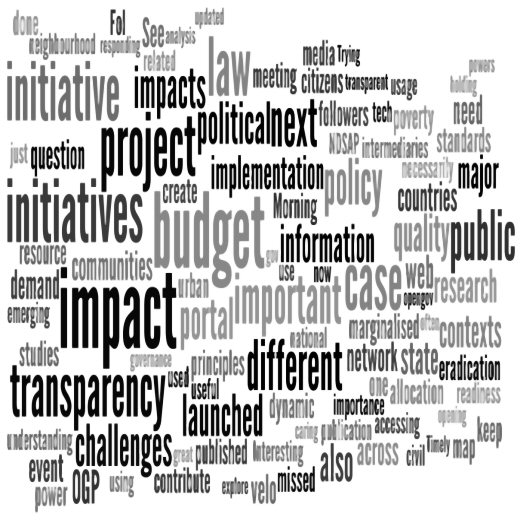 done
FoI
See
updated
neighbourhood
responding
analysis
related
law
media
Trying
powers
initiative
impacts
meeting
citizens
transparent
usage
holding
project
political
next
followers
tech
poverty
need
NDSAP
intermediaries
standards
just
question
implementation
policy
necessarily
major
create
countries
initiatives
budget
Morning
information
quality
public
resource
communities
gov
use
now
case
web
research
demand
impact
urban
portal
important
opengov
emerging
national
marginalised
often
contexts
studies
governance
principles
different
network
state
eradication
transparency
used
useful
launched
dynamic
importance
one
allocation
readiness
understanding
challenges
caring
publication
accessing
opening
keep
great
published
Interesting
also
across
civil
Timely
map
event
power
OGP
using
contribute
explore
velo
missed